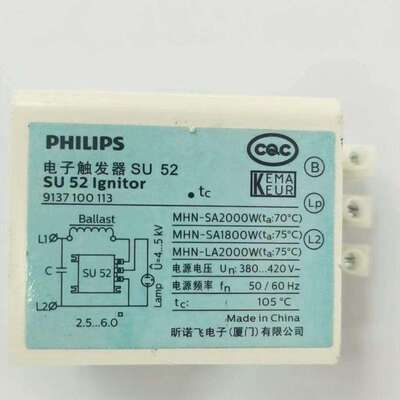 PHILIPS
电子触发器 SU 52
SU 52 Ignitor
9137 100 113
CQC
KEMA
KEUR
tc
B
Lp
L2
Ballast
L1
C
SU 52
Lamp
Û=4...5 kV
L2
2.5...6.0
MHN-SA2000W(ta:70°C)
MHN-SA1800W(ta:75°C)
MHN-LA2000W(ta:75°C)
电源电压 Un: 380...420V~
电源频率 fn 50 / 60 Hz
tc: 105 °C
Made in China
昕诺飞电子(厦门)有限公司